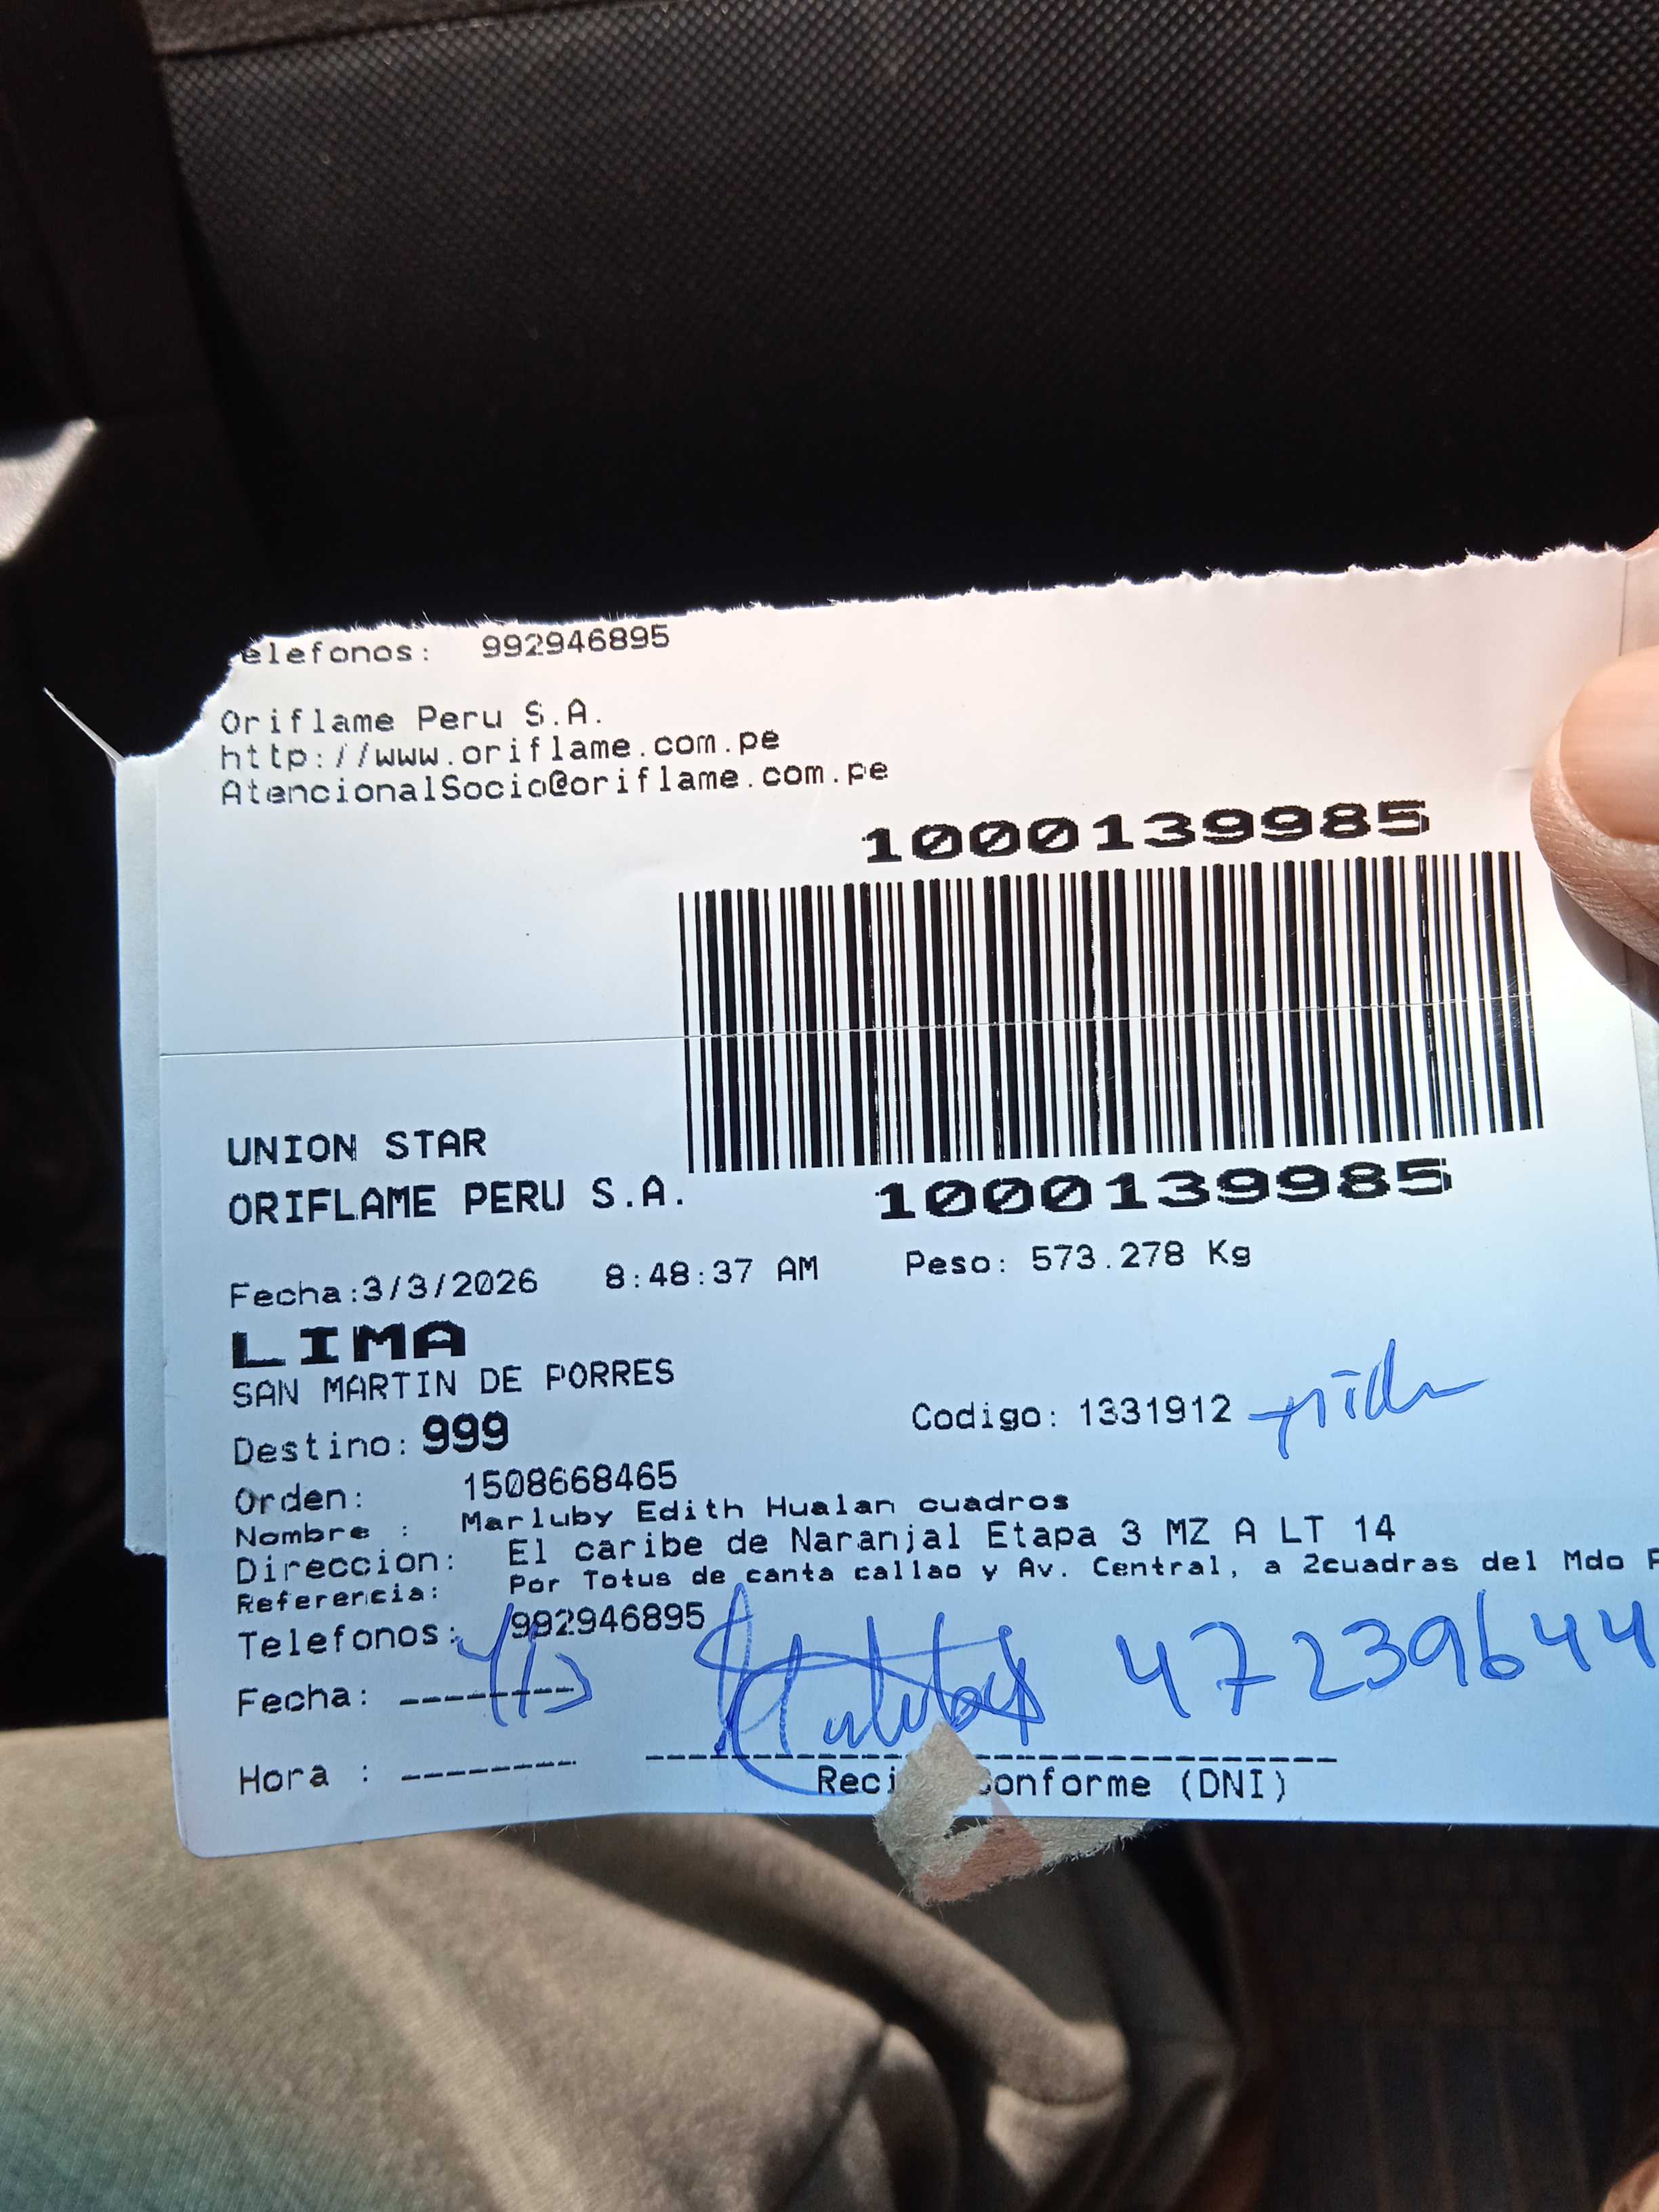 elefonos: 992946895
Oriflame Peru S.A.
http://www.oriflame.com.pe
AtencionalSocio@oriflame.com.pe
1000139985
UNION STAR
ORIFLAME PERU S.A.
1000139985
Fecha:3/3/2026 8:48:37 AM Peso: 573.278 Kg
LIMA
SAN MARTIN DE PORRES
Destino: 999 Codigo: 1331912
Orden: 1508668465
Nombre : Marluby Edith Hualan cuadros
Direccion: El caribe de Naranjal Etapa 3 MZ A LT 14
Referencia: Por Totus de canta callao y Av. Central, a 2cuadras del Mdo
Telefonos: 992946895
Fecha: 4/3 47239644
Hora :
Reci onforme (DNI)